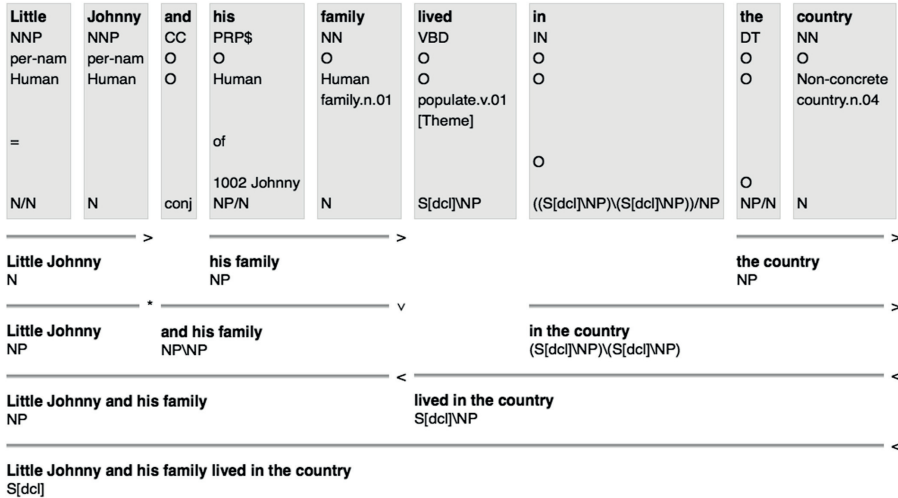 Little Johnny and his family lived in the country
NNP NNP CC PRP$ NN VBD IN DT NN
per-nam per-nam O O O O O O O
Human Human O Human Human O O O Non-concrete
family.n.01 populate.v.01 country.n.04
[Theme]
= of
O
1002 Johnny O
N/N N conj NP/N N S[dcl]\NP ((S[dcl]\NP)\(S[dcl]\NP))/NP NP/N N
> > >
Little Johnny his family the country
N NP NP
* v >
Little Johnny and his family in the country
NP NP\NP (S[dcl]\NP)\(S[dcl]\NP)
< <
Little Johnny and his family lived in the country
NP S[dcl]\NP
<
Little Johnny and his family lived in the country
S[dcl]